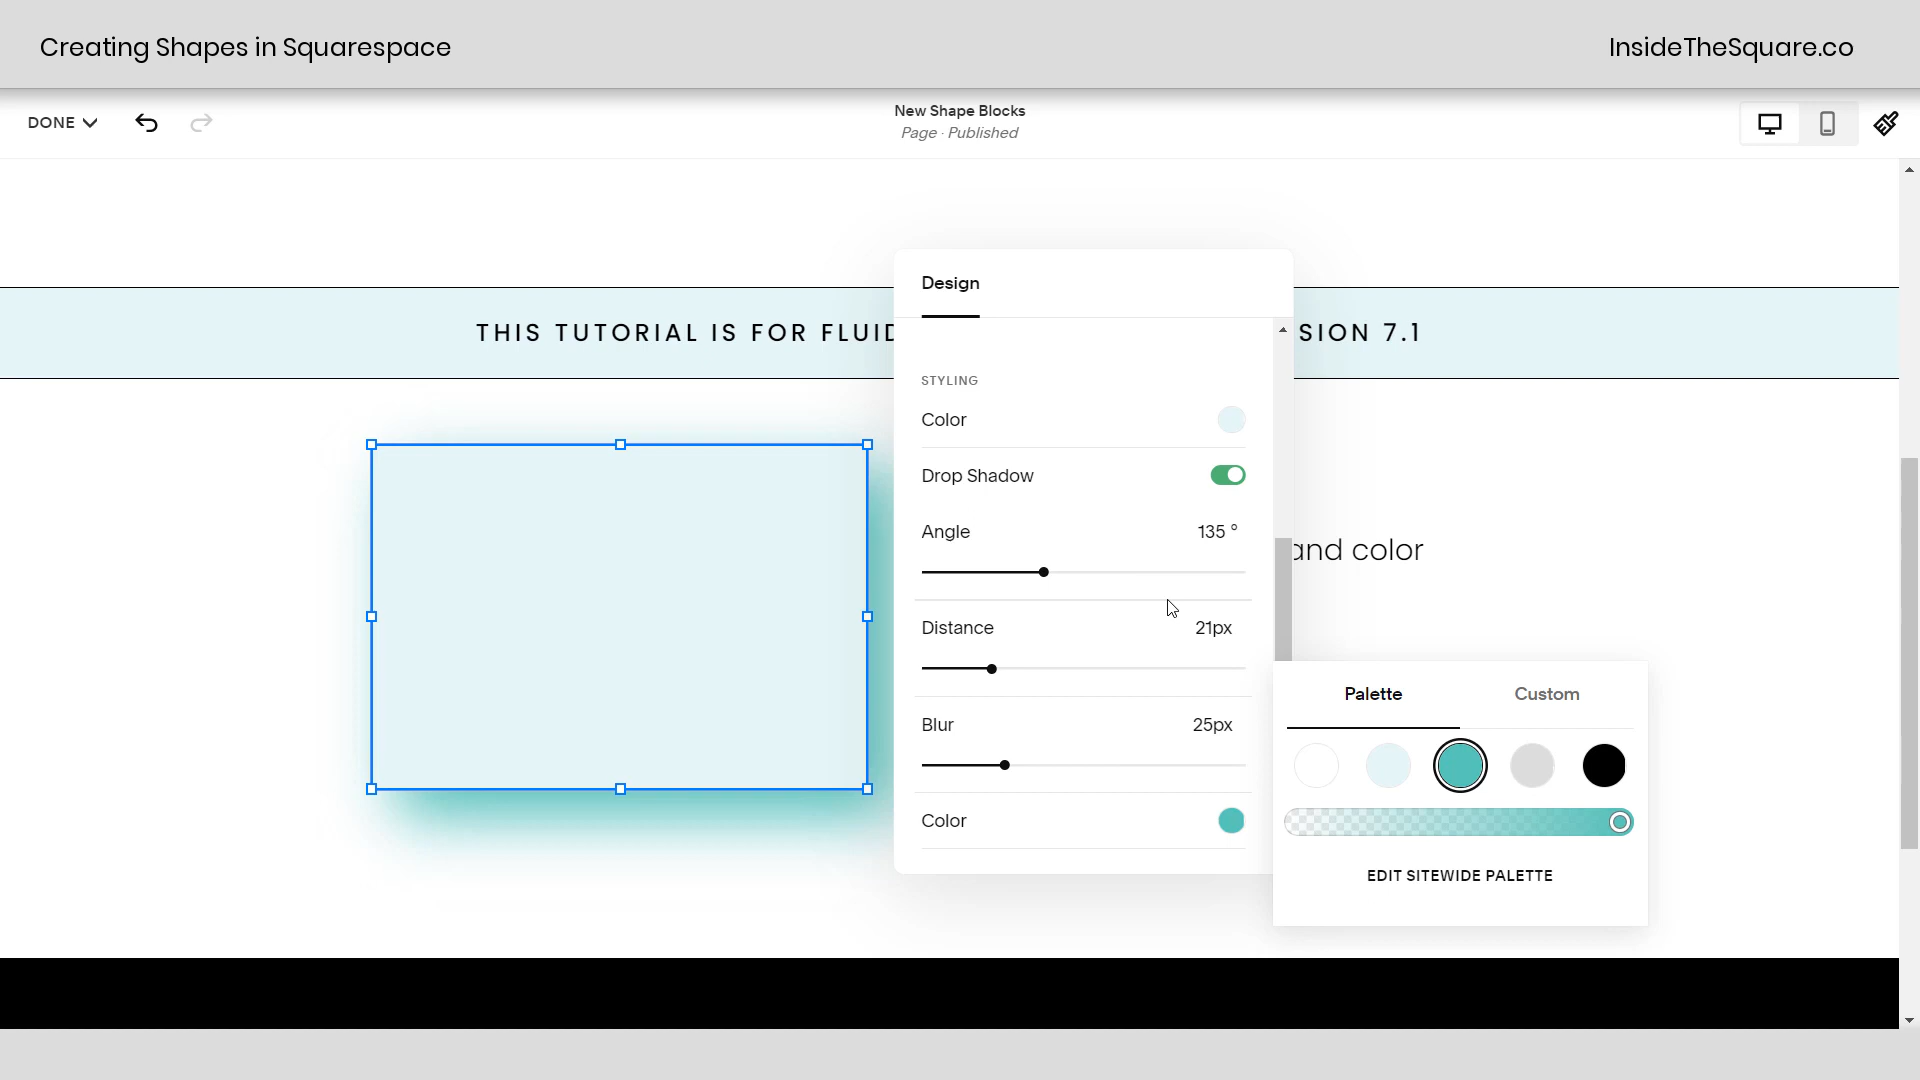 Creating Shapes in Squarespace
InsideTheSquare.co
DONE
New Shape Blocks
Page · Published
Design
THIS TUTORIAL IS FOR FLUID
SION 7.1
STYLING
Color
Drop Shadow
Angle
135 °
and color
Distance
21px
Palette
Custom
Blur
25px
Color
EDIT SITEWIDE PALETTE